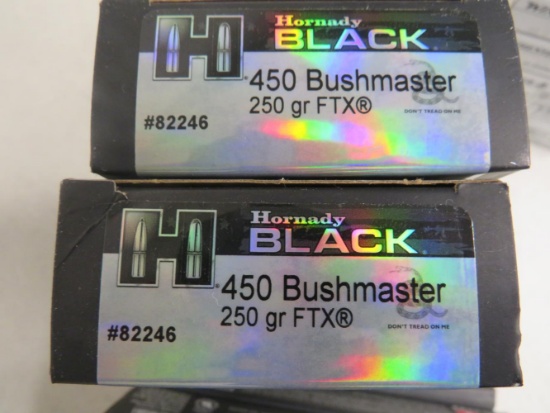 Hornady
BLACK
H
450 Bushmaster
250 gr FTX®
#82246
DON'T TREAD ON ME
Hornady
BLACK
H
450 Bushmaster
250 gr FTX®
#82246
DON'T TREAD ON ME